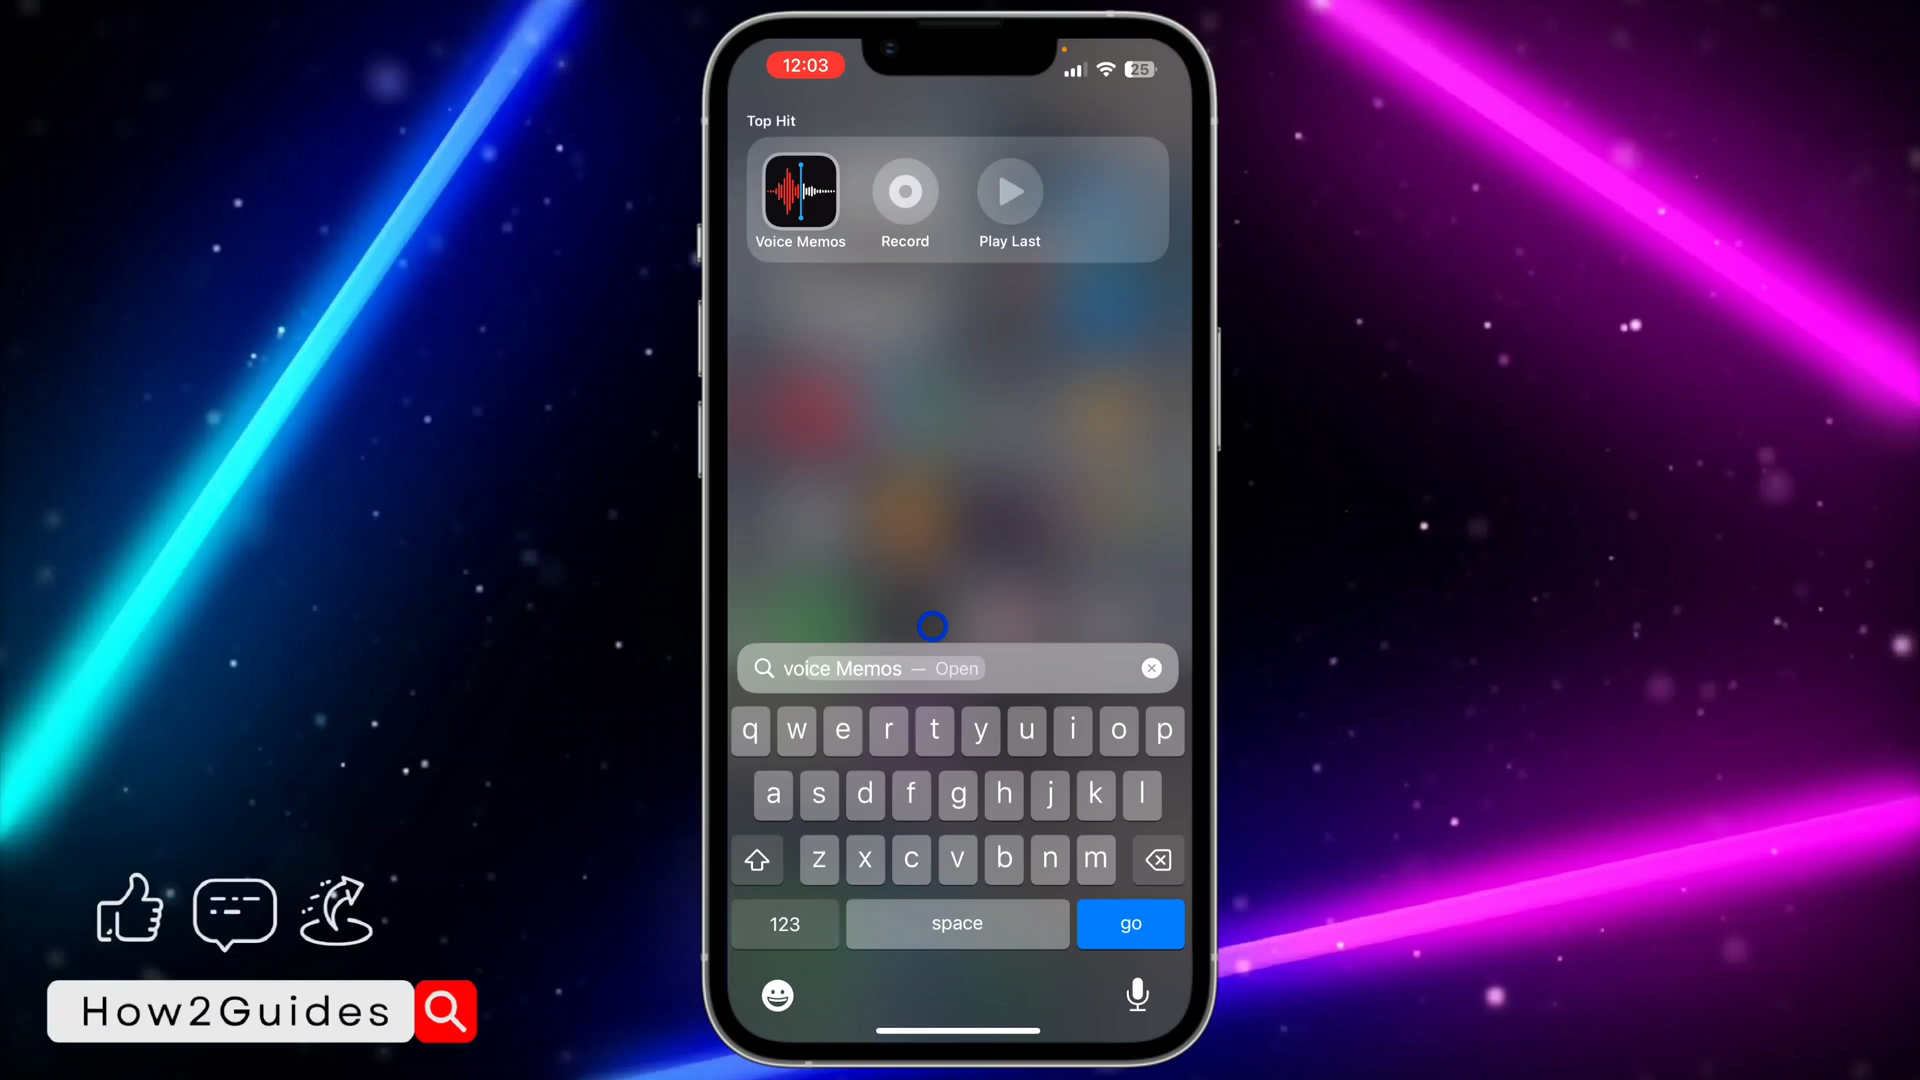 12:03
25
Top Hit
Voice Memos
Record
Play Last
voice Memos — Open
q w e r t y u i o p
a s d f g h j k l
z x c v b n m
123
space
go
How2Guides